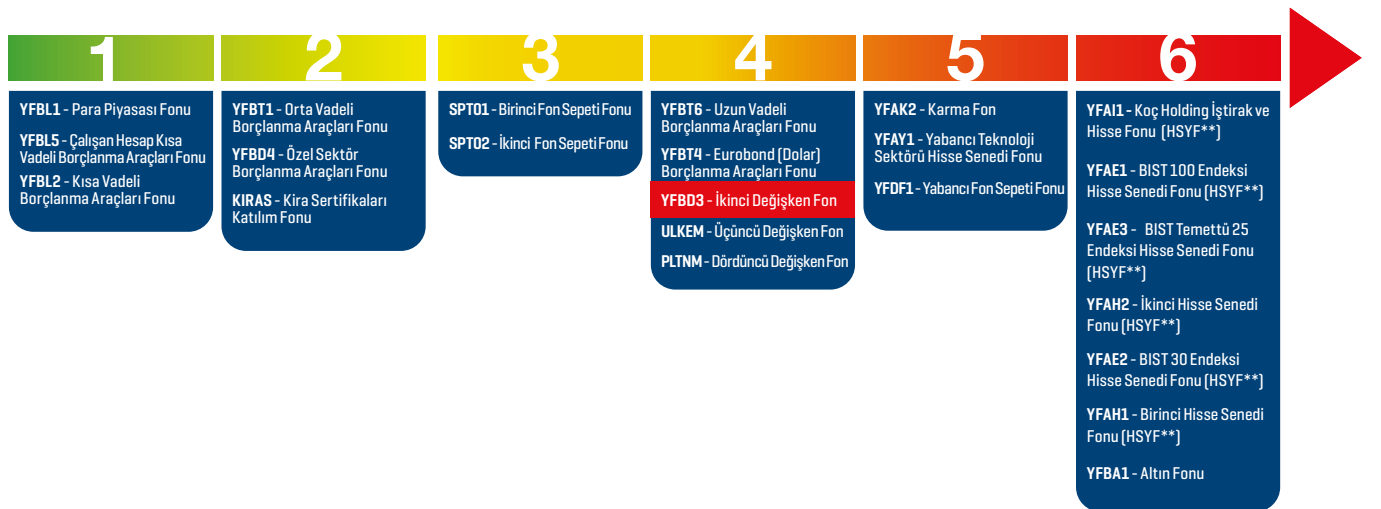 1
YFBL1 - Para Piyasası Fonu
YFBL5 - Çalışan Hesap Kısa
Vadeli Borçlanma Araçları Fonu
YFBL2 - Kısa Vadeli
Borçlanma Araçları Fonu
2
YFBT1 - Orta Vadeli
Borçlanma Araçları Fonu
YFBD4 - Özel Sektör
Borçlanma Araçları Fonu
KIRAS - Kira Sertifikaları
Katılım Fonu
3
SPT01 - Birinci Fon Sepeti Fonu
SPT02 - İkinci Fon Sepeti Fonu
4
YFBT6 - Uzun Vadeli
Borçlanma Araçları Fonu
YFBT4 - Eurobond (Dolar)
Borçlanma Araçları Fonu
YFBD3 - İkinci Değişken Fon
ULKEM - Üçüncü Değişken Fon
PLTNM - Dördüncü Değişken Fon
5
YFAK2 - Karma Fon
YFAY1 - Yabancı Teknoloji
Sektörü Hisse Senedi Fonu
YFDF1 - Yabancı Fon Sepeti Fonu
6
YFAI1 - Koç Holding İştirak ve
Hisse Fonu (HSYF**)
YFAE1 - BIST 100 Endeksi
Hisse Senedi Fonu (HSYF**)
YFAE3 - BIST Temettü 25
Endeksi Hisse Senedi Fonu
(HSYF**)
YFAH2 - İkinci Hisse Senedi
Fonu (HSYF**)
YFAE2 - BIST 30 Endeksi
Hisse Senedi Fonu (HSYF**)
YFAH1 - Birinci Hisse Senedi
Fonu (HSYF**)
YFBA1 - Altın Fonu